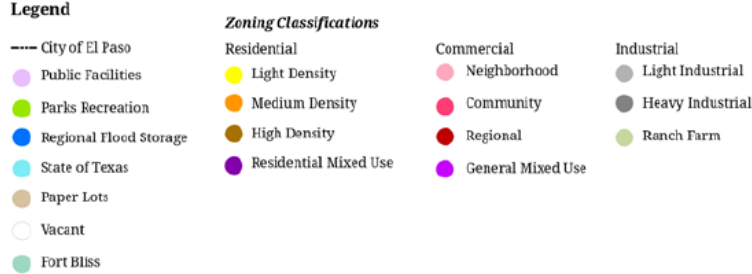 Legend
City of El Paso
Public Facilities
Parks Recreation
Regional Flood Storage
State of Texas
Paper Lots
Vacant
Fort Bliss
Zoning Classifications
Residential
Light Density
Medium Density
High Density
Residential Mixed Use
Commercial
Neighborhood
Community
Regional
General Mixed Use
Industrial
Light Industrial
Heavy Industrial
Ranch Farm